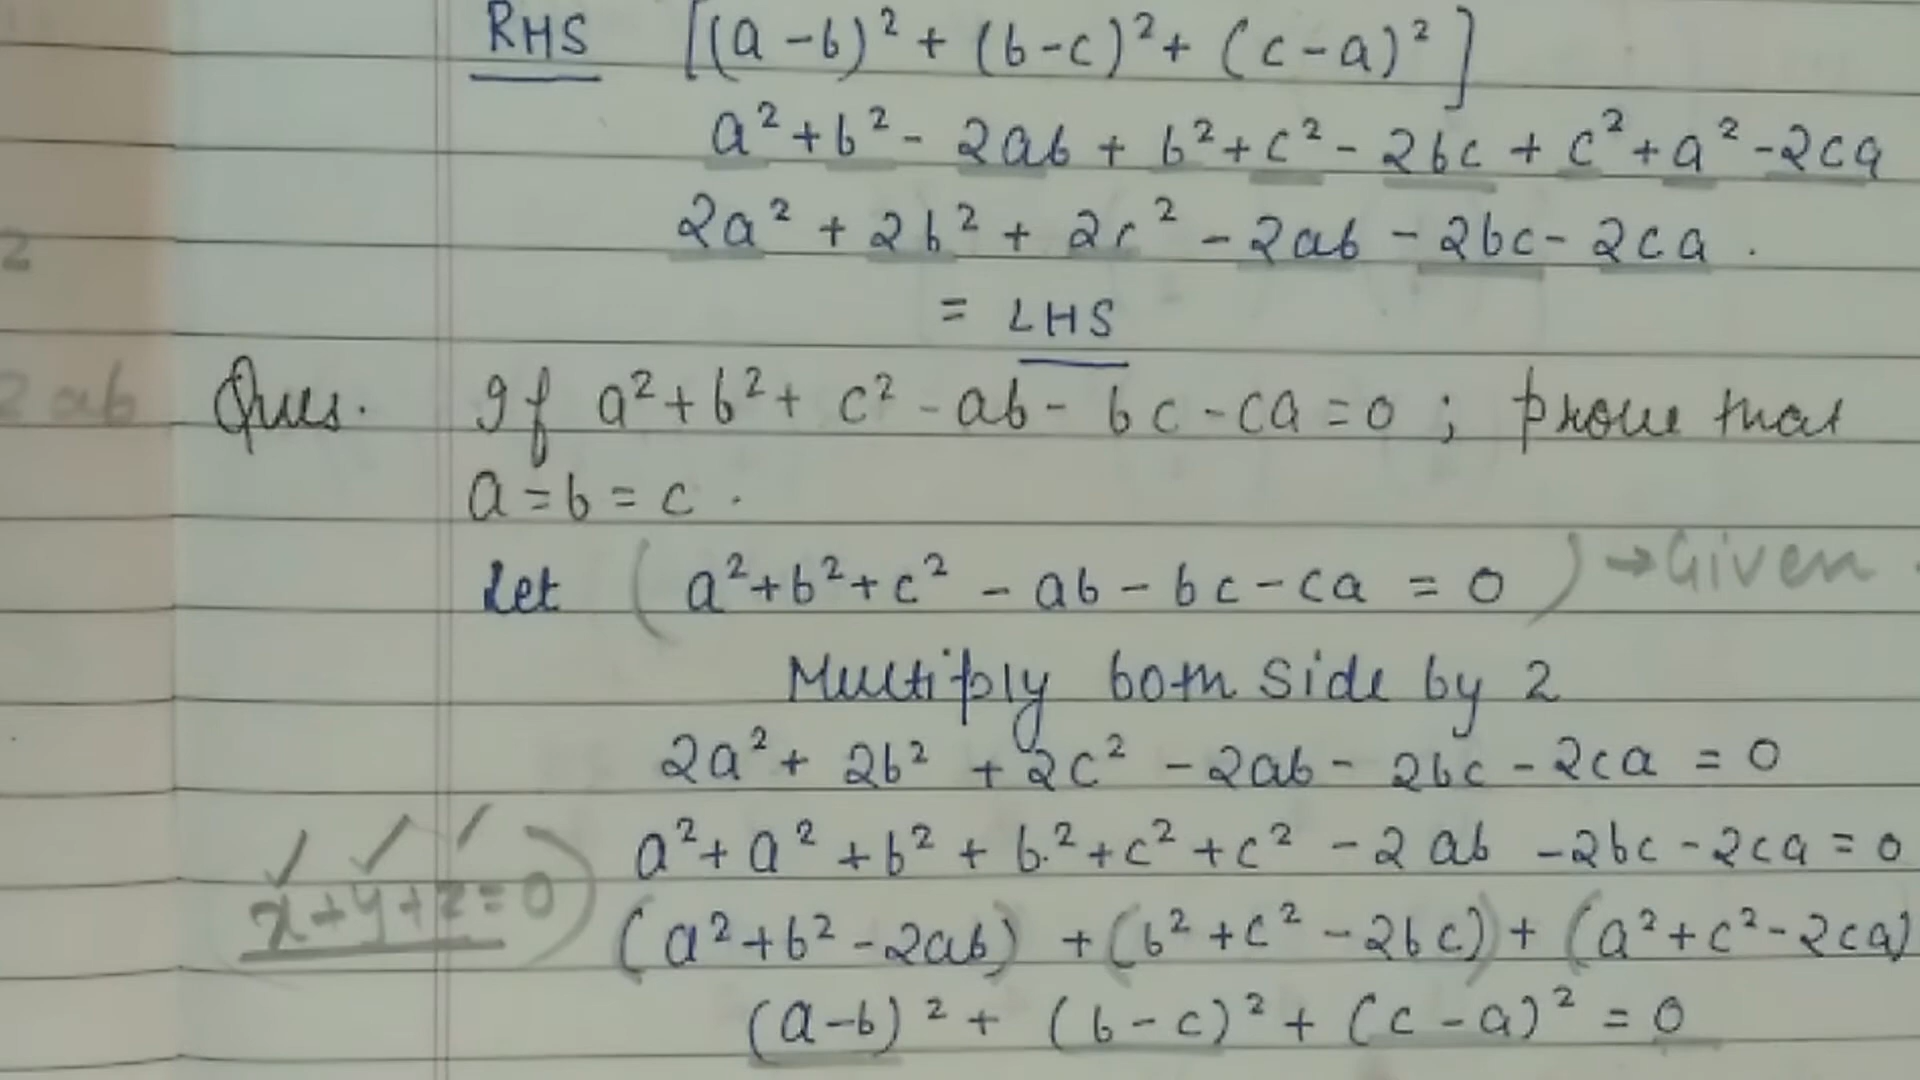 RHS [(a-b)² + (b-c)² + (c-a)²]
a² + b² - 2ab + b² + c² - 2bc + c² + a² - 2ca
2a² + 2b² + 2c² - 2ab - 2bc - 2ca .
2
= LHS
2ab
Ques. If a² + b² + c² - ab - bc - ca = 0 ; prove that
a = b = c .
Let ( a² + b² + c² - ab - bc - ca = 0 ) → Given
Multiply both side by 2
2a² + 2b² + 2c² - 2ab - 2bc - 2ca = 0
a² + a² + b² + b² + c² + c² - 2ab - 2bc - 2ca = 0
x + y + z = 0
(a² + b² - 2ab) + (b² + c² - 2bc) + (a² + c² - 2ca)
(a-b)² + (b-c)² + (c-a)² = 0